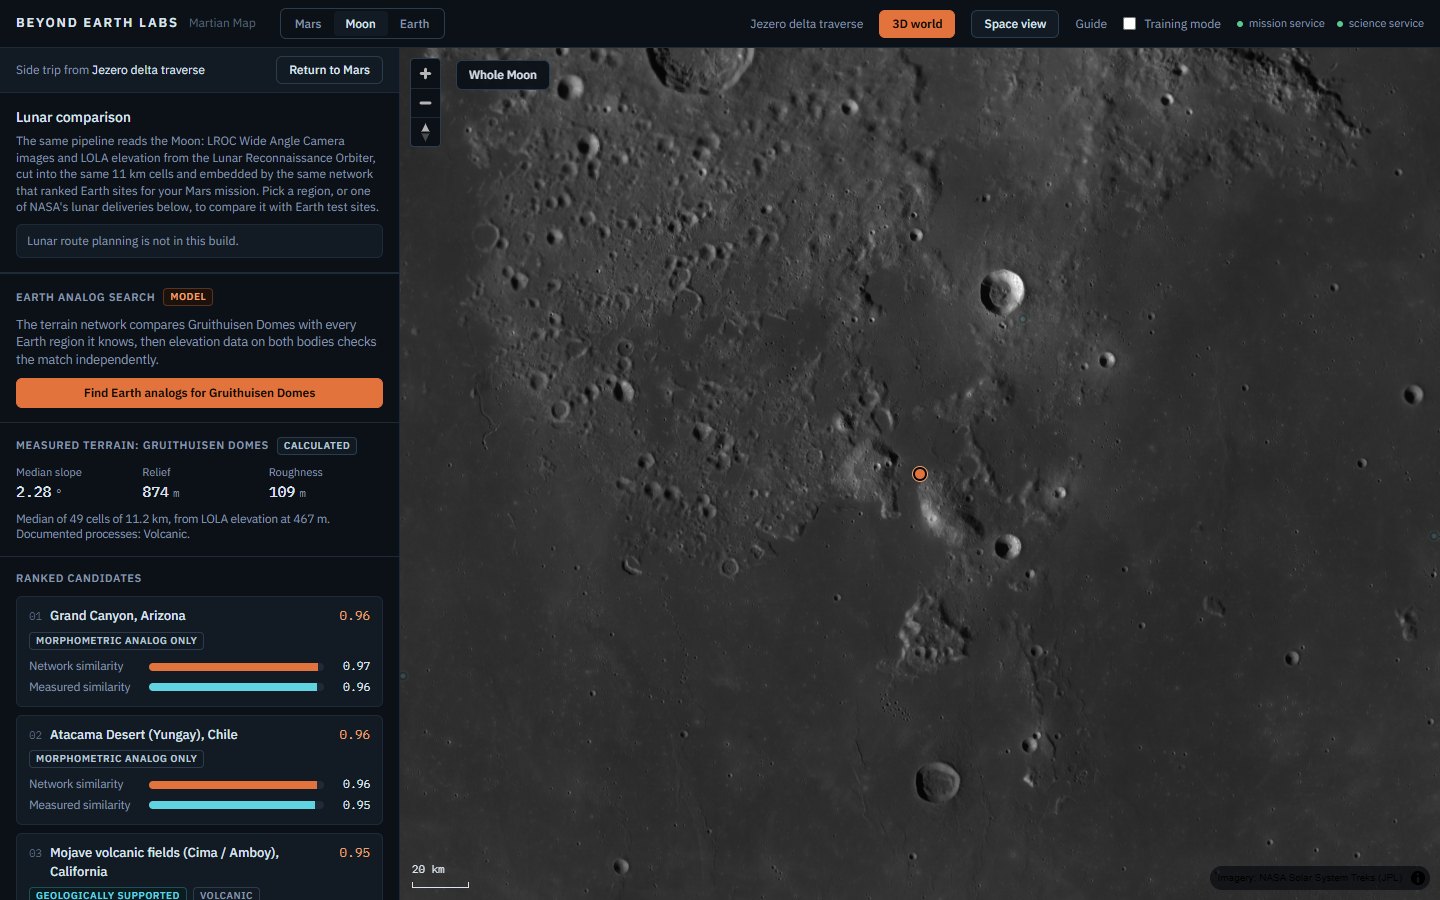 BEYOND EARTH LABS Martian Map Mars Moon Earth Jezero delta traverse 3D world Space view Guide Training mode mission service science service
Side trip from Jezero delta traverse Return to Mars
Lunar comparison
The same pipeline reads the Moon: LROC Wide Angle Camera
images and LOLA elevation from the Lunar Reconnaissance Orbiter,
cut into the same 11 km cells and embedded by the same network
that ranked Earth sites for your Mars mission. Pick a region, or one
of NASA's lunar deliveries below, to compare it with Earth test sites.
Lunar route planning is not in this build.
EARTH ANALOG SEARCH MODEL
The terrain network compares Gruithuisen Domes with every
Earth region it knows, then elevation data on both bodies checks
the match independently.
Find Earth analogs for Gruithuisen Domes
MEASURED TERRAIN: GRUITHUISEN DOMES CALCULATED
Median slope Relief Roughness
2.28 ° 874 m 109 m
Median of 49 cells of 11.2 km, from LOLA elevation at 467 m.
Documented processes: Volcanic.
RANKED CANDIDATES
01 Grand Canyon, Arizona 0.96
MORPHOMETRIC ANALOG ONLY
Network similarity 0.97
Measured similarity 0.96
02 Atacama Desert (Yungay), Chile 0.96
MORPHOMETRIC ANALOG ONLY
Network similarity 0.96
Measured similarity 0.95
03 Mojave volcanic fields (Cima / Amboy), 0.95
California
GEOLOGICALLY SUPPORTED VOLCANIC
Whole Moon
20 km
Imagery: NASA Solar System Treks (JPL)